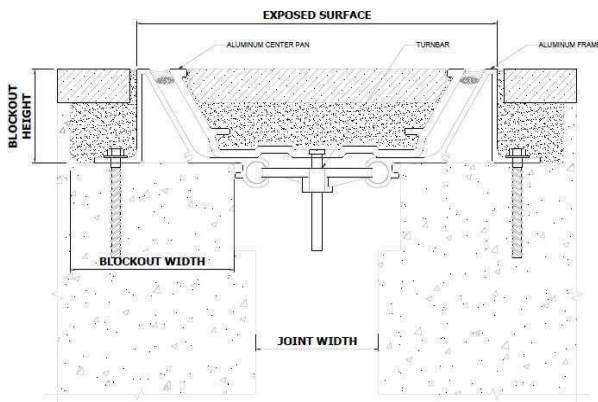 EXPOSED SURFACE
ALUMINUM CENTER PAN
TURNBAR
ALUMINUM FRAME
BLOCKOUT
HEIGHT
BLOCKOUT WIDTH
JOINT WIDTH